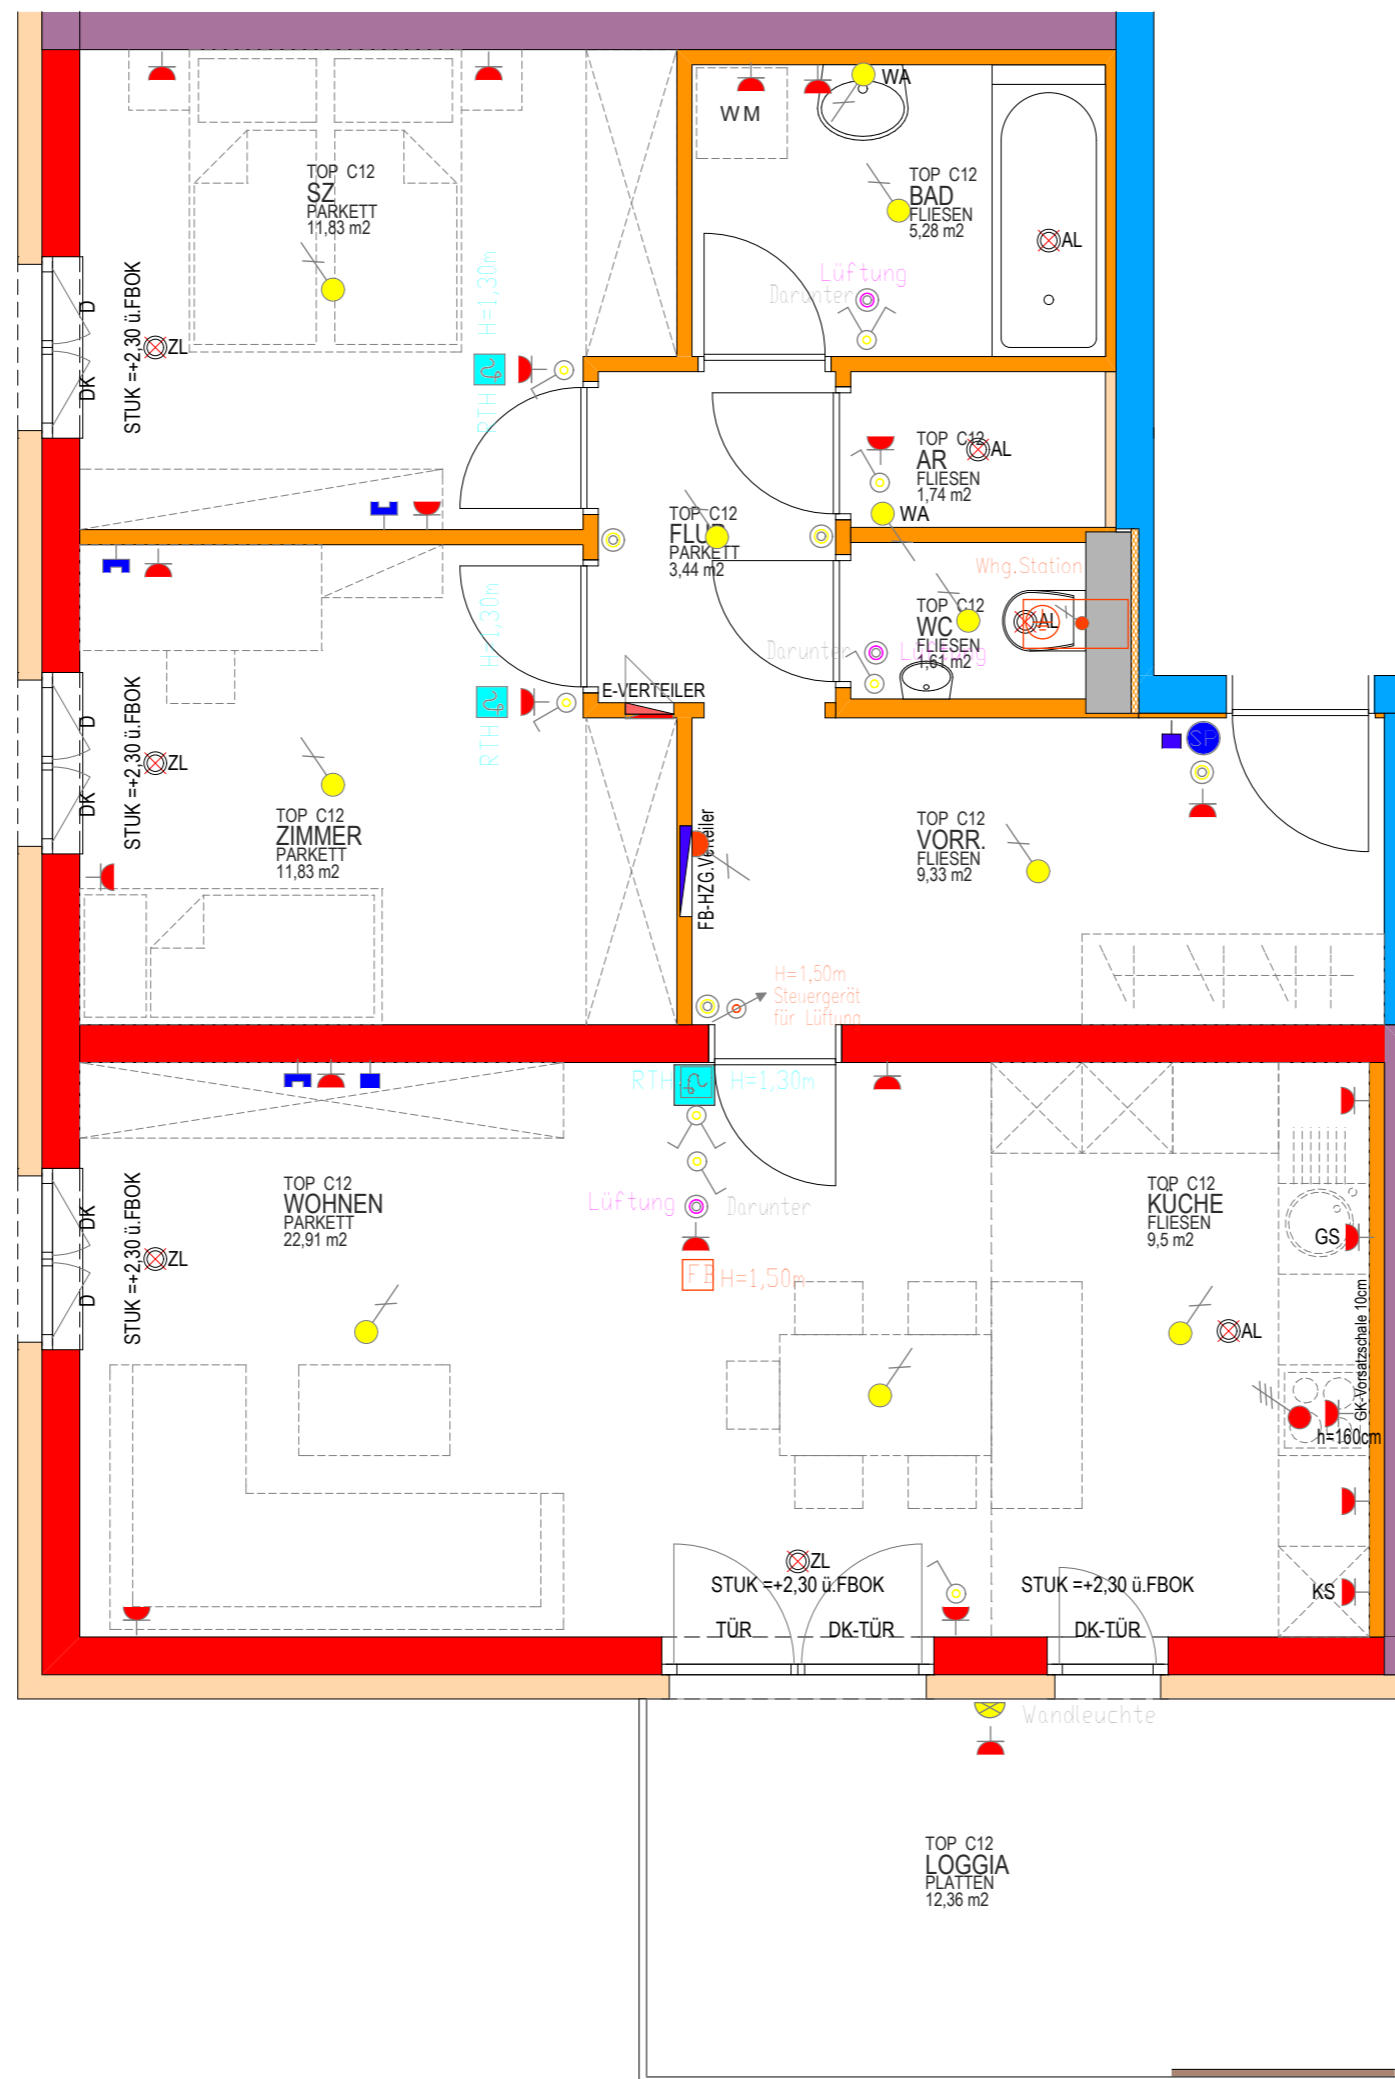 TOP C12
SZ
PARKETT
11,83 m2
D
DK
STUK =+2,30 ü.FBOK
ZL
RTH H=1,30m
WM
WA
TOP C12
BAD
FLIESEN
5,28 m2
AL
Lüftung
Darunter
TOP C12
AR
FLIESEN
1,74 m2
AL
WA
TOP C12
FLUR
PARKETT
3,44 m2
Whg.Station
TOP C12
WC
FLIESEN
1,61 m2
AL
Darunter
Lüftung
E-VERTEILER
RTH H=1,30m
D
DK
STUK =+2,30 ü.FBOK
ZL
TOP C12
ZIMMER
PARKETT
11,83 m2
SP
FB-HZG.Verteiler
TOP C12
VORR.
FLIESEN
9,33 m2
H=1,50m
Steuergerät
für Lüftung
RTH H=1,30m
DK
D
STUK =+2,30 ü.FBOK
ZL
TOP C12
WOHNEN
PARKETT
22,91 m2
Lüftung
Darunter
FB H=1,50m
TOP C12
KÜCHE
FLIESEN
9,5 m2
GS
AL
GK-Vorsatzschale 10cm
h=160cm
KS
ZL
STUK =+2,30 ü.FBOK
STUK =+2,30 ü.FBOK
TÜR
DK-TÜR
DK-TÜR
Wandleuchte
TOP C12
LOGGIA
PLATTEN
12,36 m2